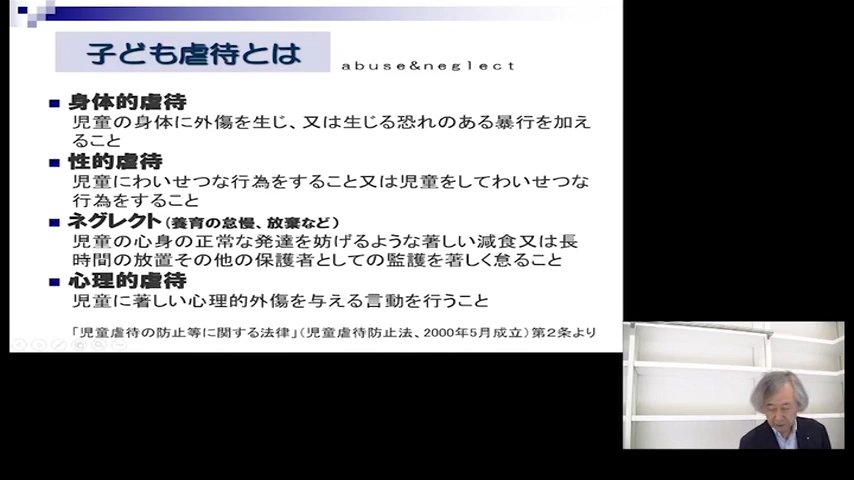 子ども虐待とは
abuse&neglect
■ 身体的虐待
児童の身体に外傷を生じ、又は生じる恐れのある暴行を加え
ること
■ 性的虐待
児童にわいせつな行為をすること又は児童をしてわいせつな
行為をすること
■ ネグレクト（養育の怠慢、放棄など）
児童の心身の正常な発達を妨げるような著しい減食又は長
時間の放置その他の保護者としての監護を著しく怠ること
■ 心理的虐待
児童に著しい心理的外傷を与える言動を行うこと
「児童虐待の防止等に関する法律」（児童虐待防止法、2000年5月成立）第２条より